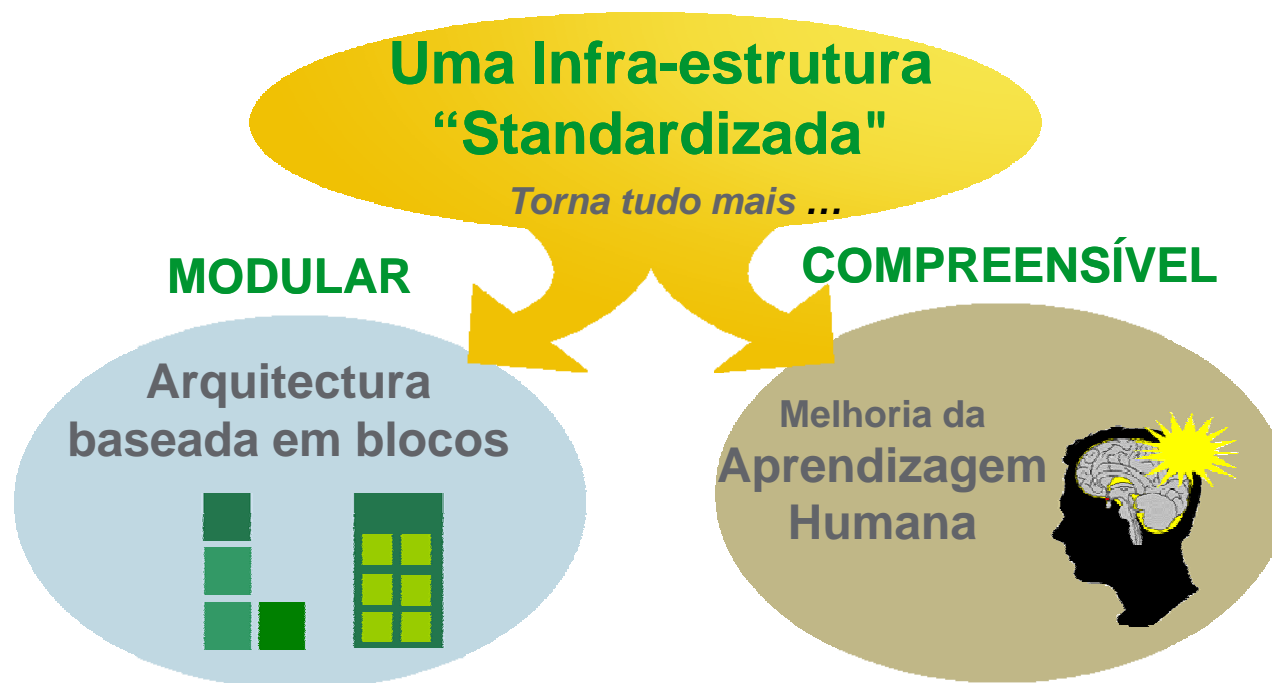 Uma Infra-estrutura
“Standardizada"
Torna tudo mais ...
MODULAR
COMPREENSÍVEL
Arquitectura
baseada em blocos
Melhoria da
Aprendizagem
Humana